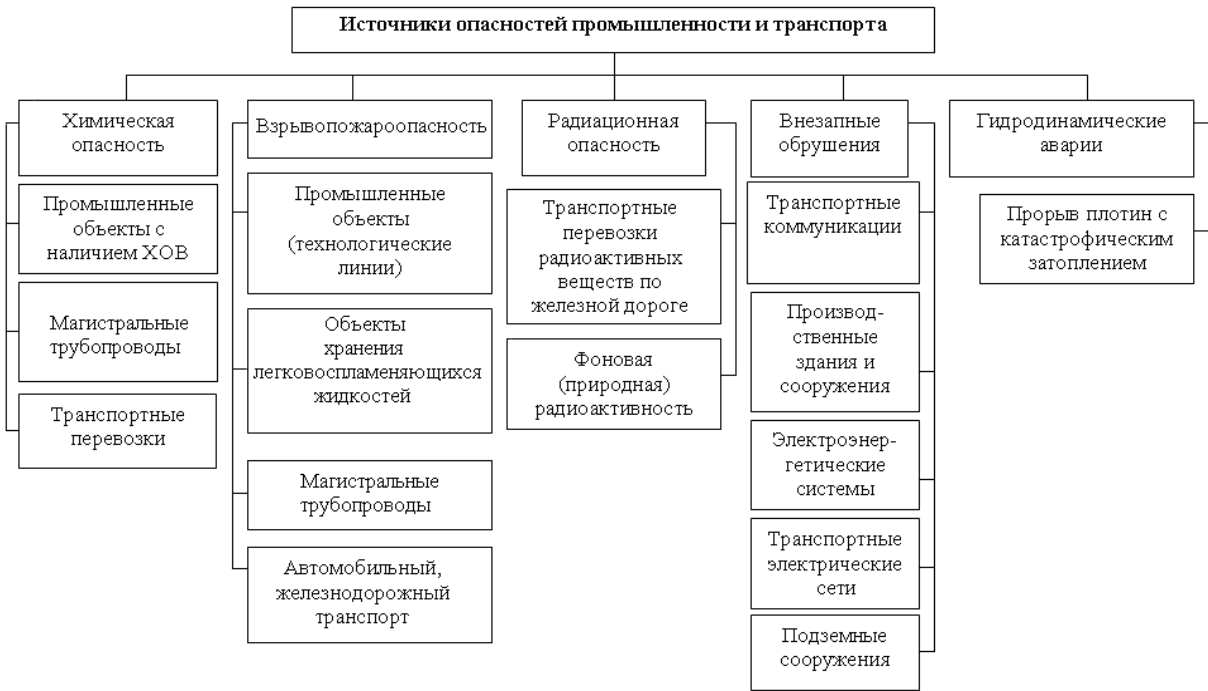 Источники опасностей промышленности и транспорта
Химическая
опасность
Промышленные
объекты с
наличием ХОВ
Магистральные
трубопроводы
Транспортные
перевозки
Взрывопожароопасность
Промышленные
объекты
(технологические
линии)
Объекты
хранения
легковоспламеняющихся
жидкостей
Магистральные
трубопроводы
Автомобильный,
железнодорожный
транспорт
Радиационная
опасность
Транспортные
перевозки
радиоактивных
веществ по
железной дороге
Фоновая
(природная)
радиоактивность
Внезапные
обрушения
Транспортные
коммуникации
Производ-
ственные
здания и
сооружения
Электроэнер-
гетические
системы
Транспортные
электрические
сети
Подземные
сооружения
Гидродинамические
аварии
Прорыв плотин с
катастрофическим
затоплением